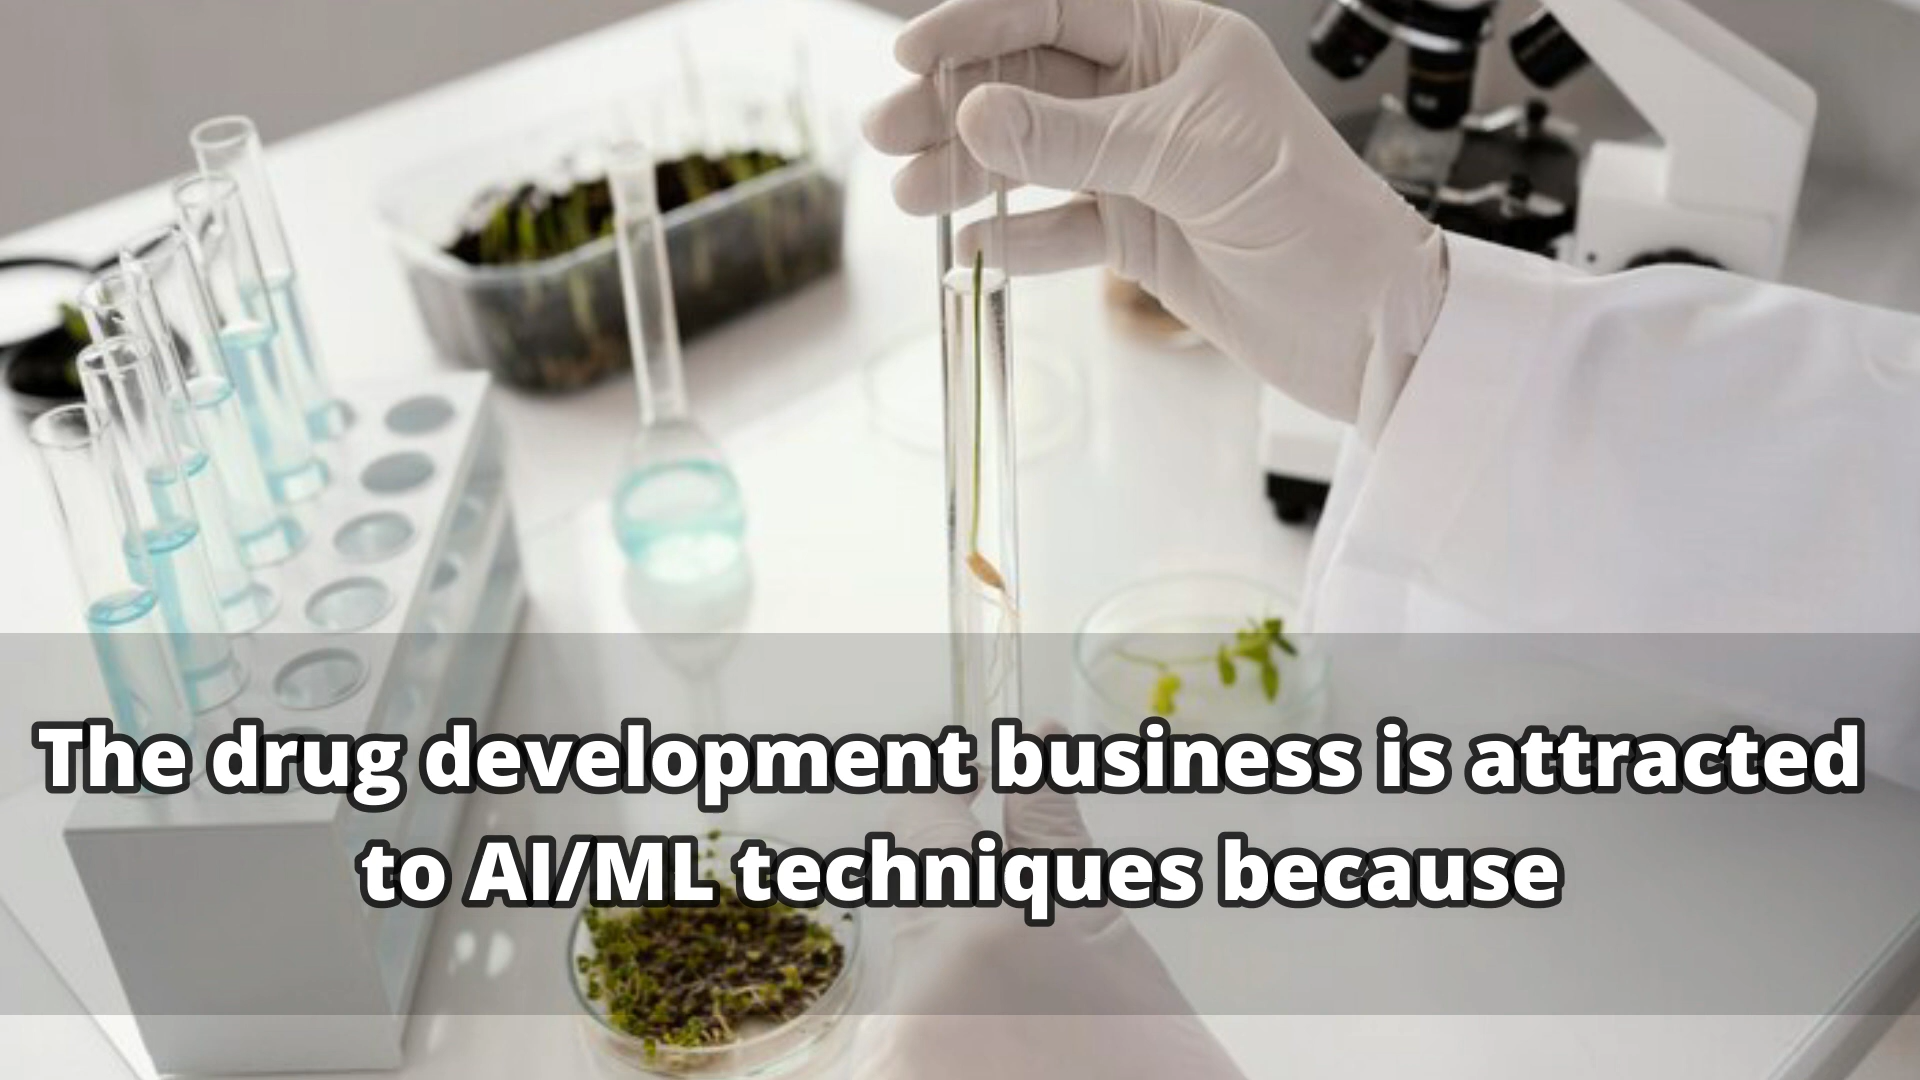 The drug development business is attracted
to AI/ML techniques because